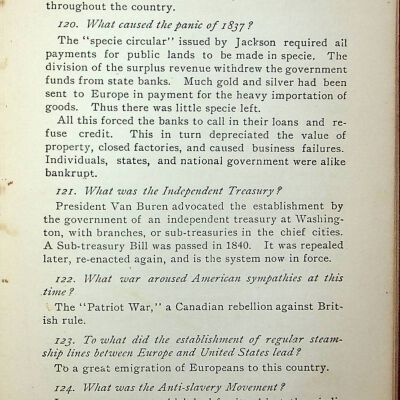 throughout the country.
120. What caused the panic of 1837?
The "specie circular" issued by Jackson required all
payments for public lands to be made in specie. The
division of the surplus revenue withdrew the government
funds from state banks. Much gold and silver had been
sent to Europe in payment for the heavy importation of
goods. Thus there was little specie left.
All this forced the banks to call in their loans and re-
fuse credit. This in turn depreciated the value of
property, closed factories, and caused business failures.
Individuals, states, and national government were alike
bankrupt.
121. What was the Independent Treasury?
President Van Buren advocated the establishment by
the government of an independent treasury at Washing-
ton, with branches, or sub-treasuries in the chief cities.
A Sub-treasury Bill was passed in 1840. It was repealed
later, re-enacted again, and is the system now in force.
122. What war aroused American sympathies at this
time?
The "Patriot War," a Canadian rebellion against Brit-
ish rule.
123. To what did the establishment of regular steam-
ship lines between Europe and United States lead?
To a great emigration of Europeans to this country.
124. What was the Anti-slavery Movement?